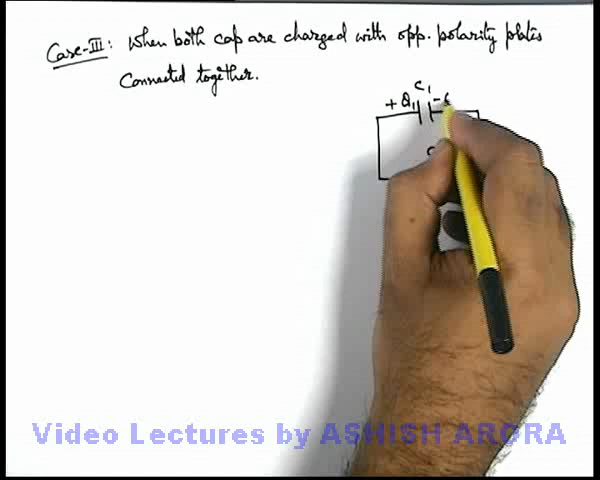 Case-III: When both cap are charged with opp. polarity plates
Connected together.
C₁
+Q₁
C
Video Lectures by ASHISH ARORA